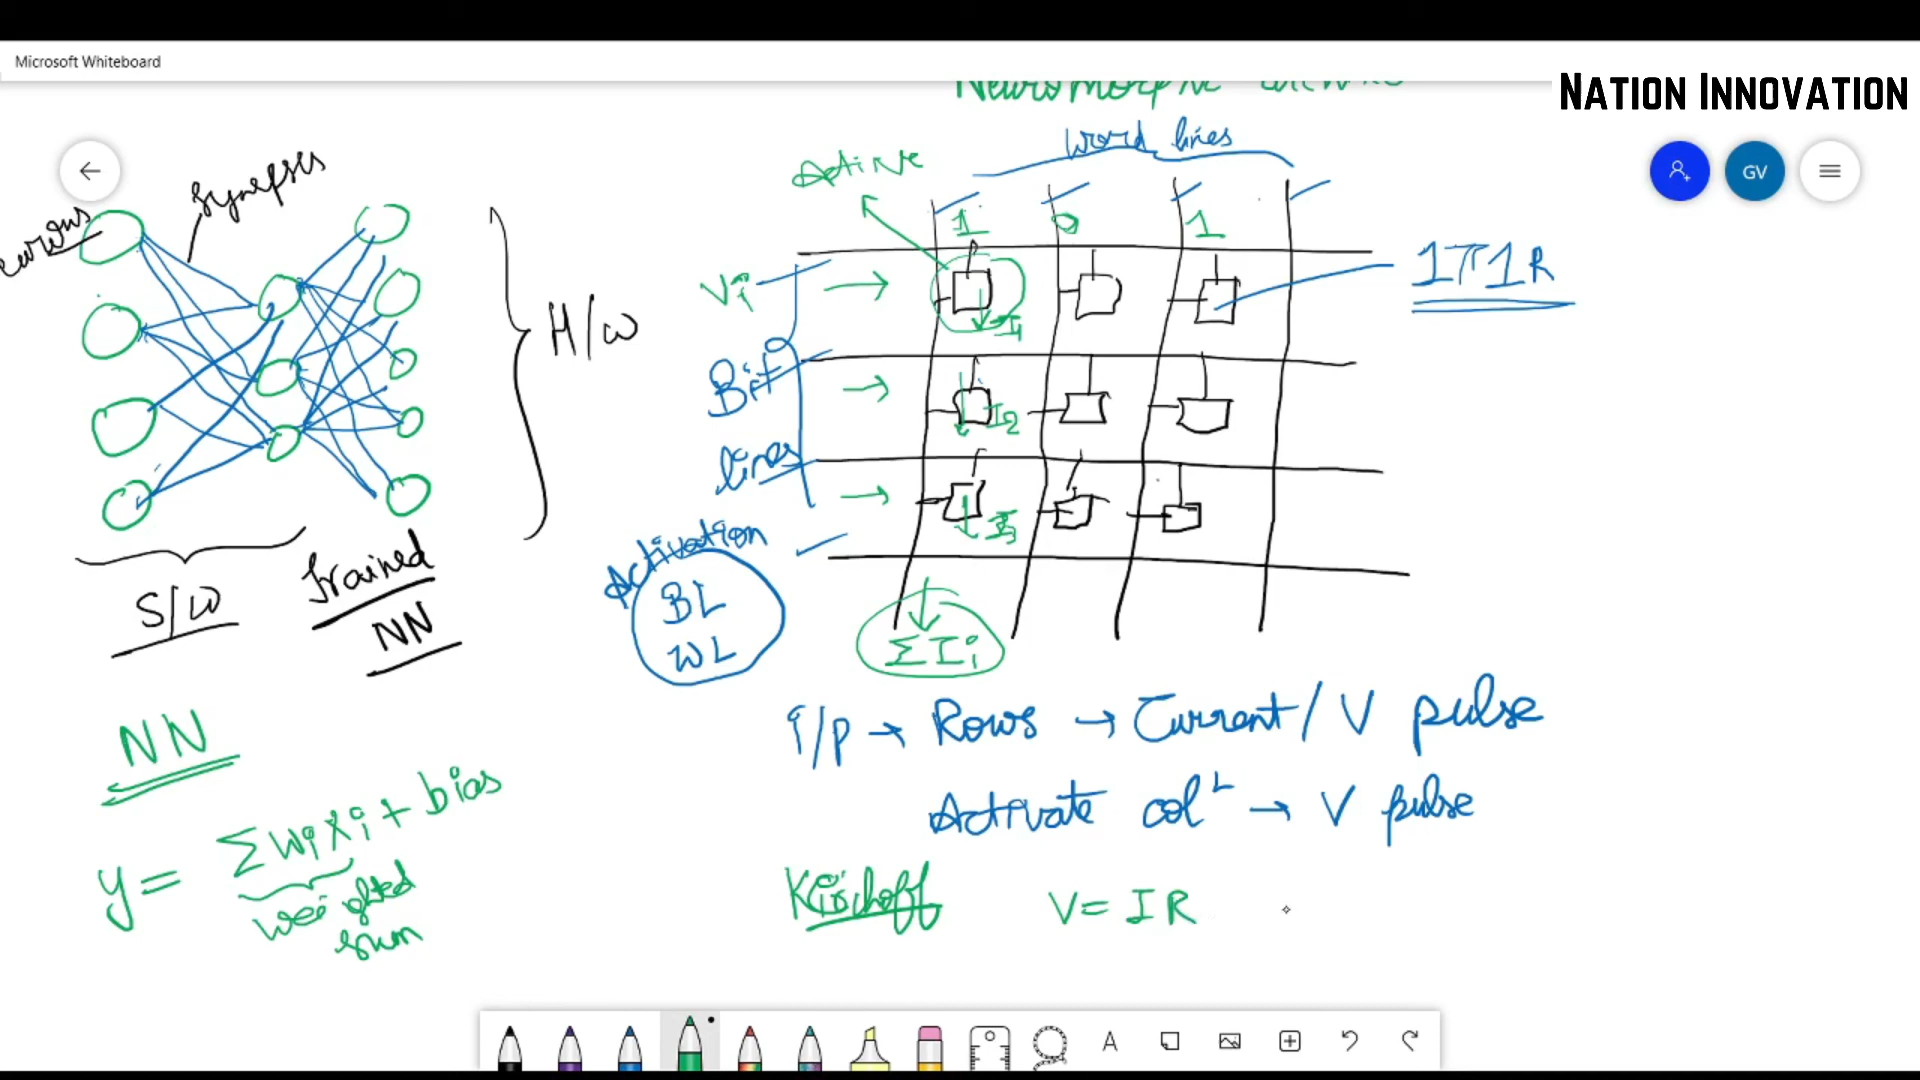 Microsoft Whiteboard
NATION INNOVATION
GV
Neuromorphic
word lines
Active
synapses
1 0 1
1T1R
Vi
H/W
I1
Bit
lines
I2
I3
Activation
BL
WL
ΣIi
S/W
Trained
NN
i/p → Rows → Current / V pulse
Activate col → V pulse
NN
y = Σwixi + bias
weighted
sum
Kirchoff
V = IR
A